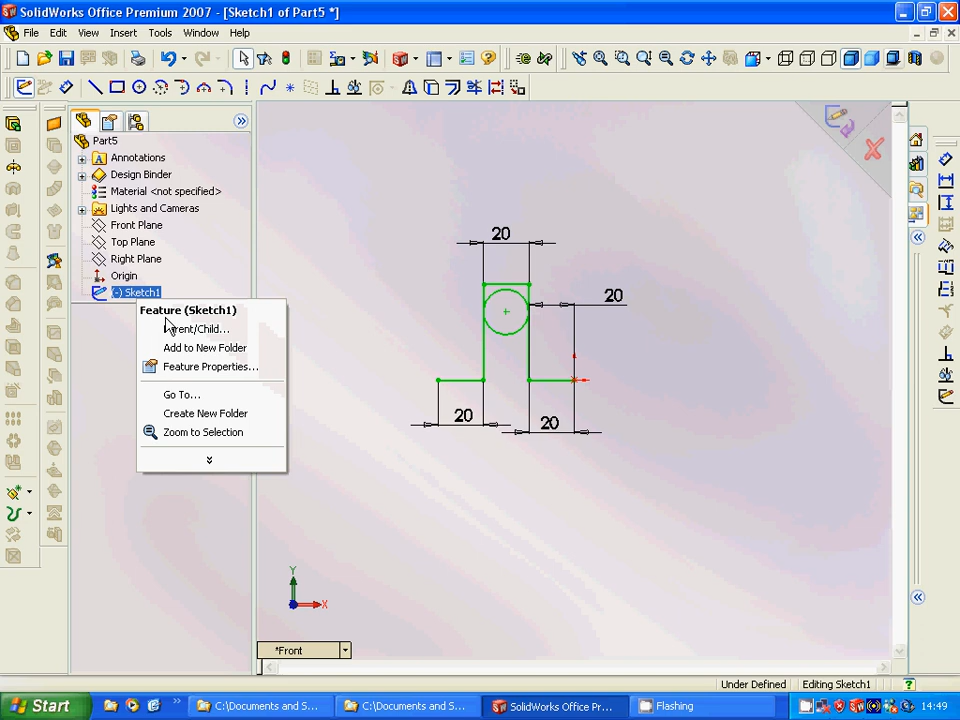 SolidWorks Office Premium 2007 - [Sketch1 of Part5 *]
File Edit View Insert Tools Window Help
Part5
Annotations
Design Binder
Material <not specified>
Lights and Cameras
Front Plane
Top Plane
Right Plane
Origin
(-) Sketch1
Feature (Sketch1)
Parent/Child...
Add to New Folder
Feature Properties...
Go To...
Create New Folder
Zoom to Selection
20
20
20
20
Y
X
*Front
Under Defined Editing Sketch1
Start C:\Documents and S... C:\Documents and S... SolidWorks Office Pr... Flashing 14:49